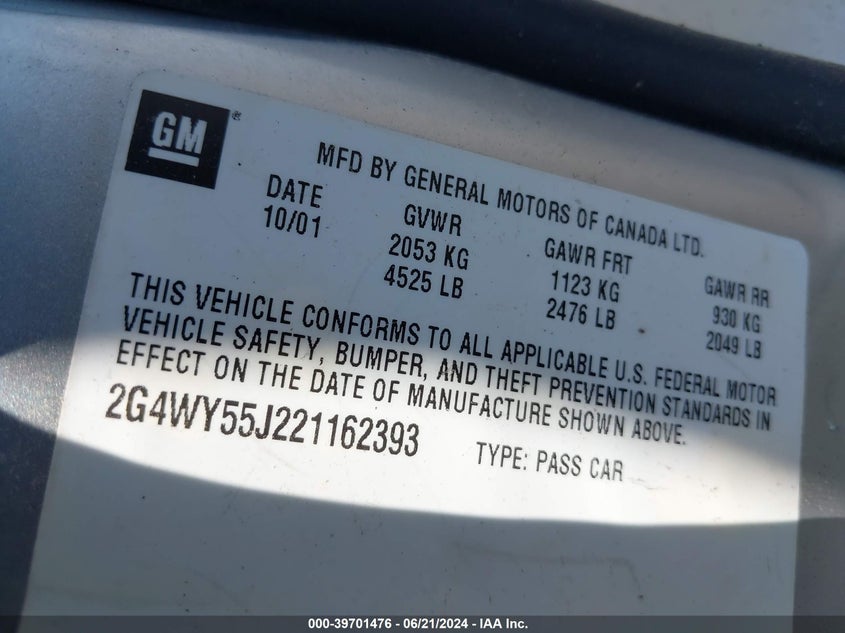 GM®
MFD BY GENERAL MOTORS OF CANADA LTD.
DATE GVWR GAWR FRT GAWR RR
10/01 2053 KG 1123 KG 930 KG
4525 LB 2476 LB 2049 LB
THIS VEHICLE CONFORMS TO ALL APPLICABLE U.S. FEDERAL MOTOR
VEHICLE SAFETY, BUMPER, AND THEFT PREVENTION STANDARDS IN
EFFECT ON THE DATE OF MANUFACTURE SHOWN ABOVE.
2G4WY55J221162393 TYPE: PASS CAR
000-39701476 - 06/21/2024 - IAA Inc.